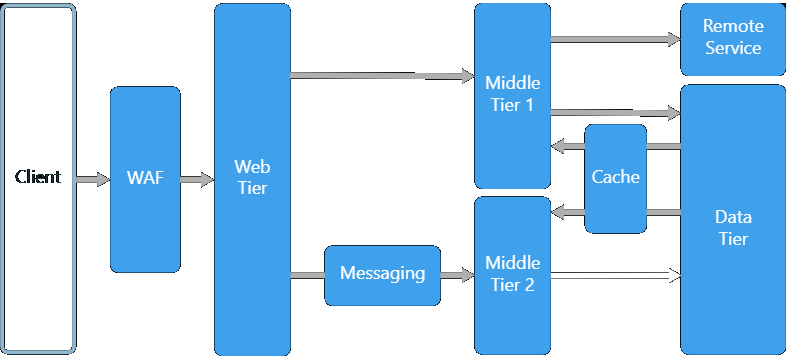 Client
WAF
Web
Tier
Messaging
Middle
Tier 1
Middle
Tier 2
Cache
Remote
Service
Data
Tier